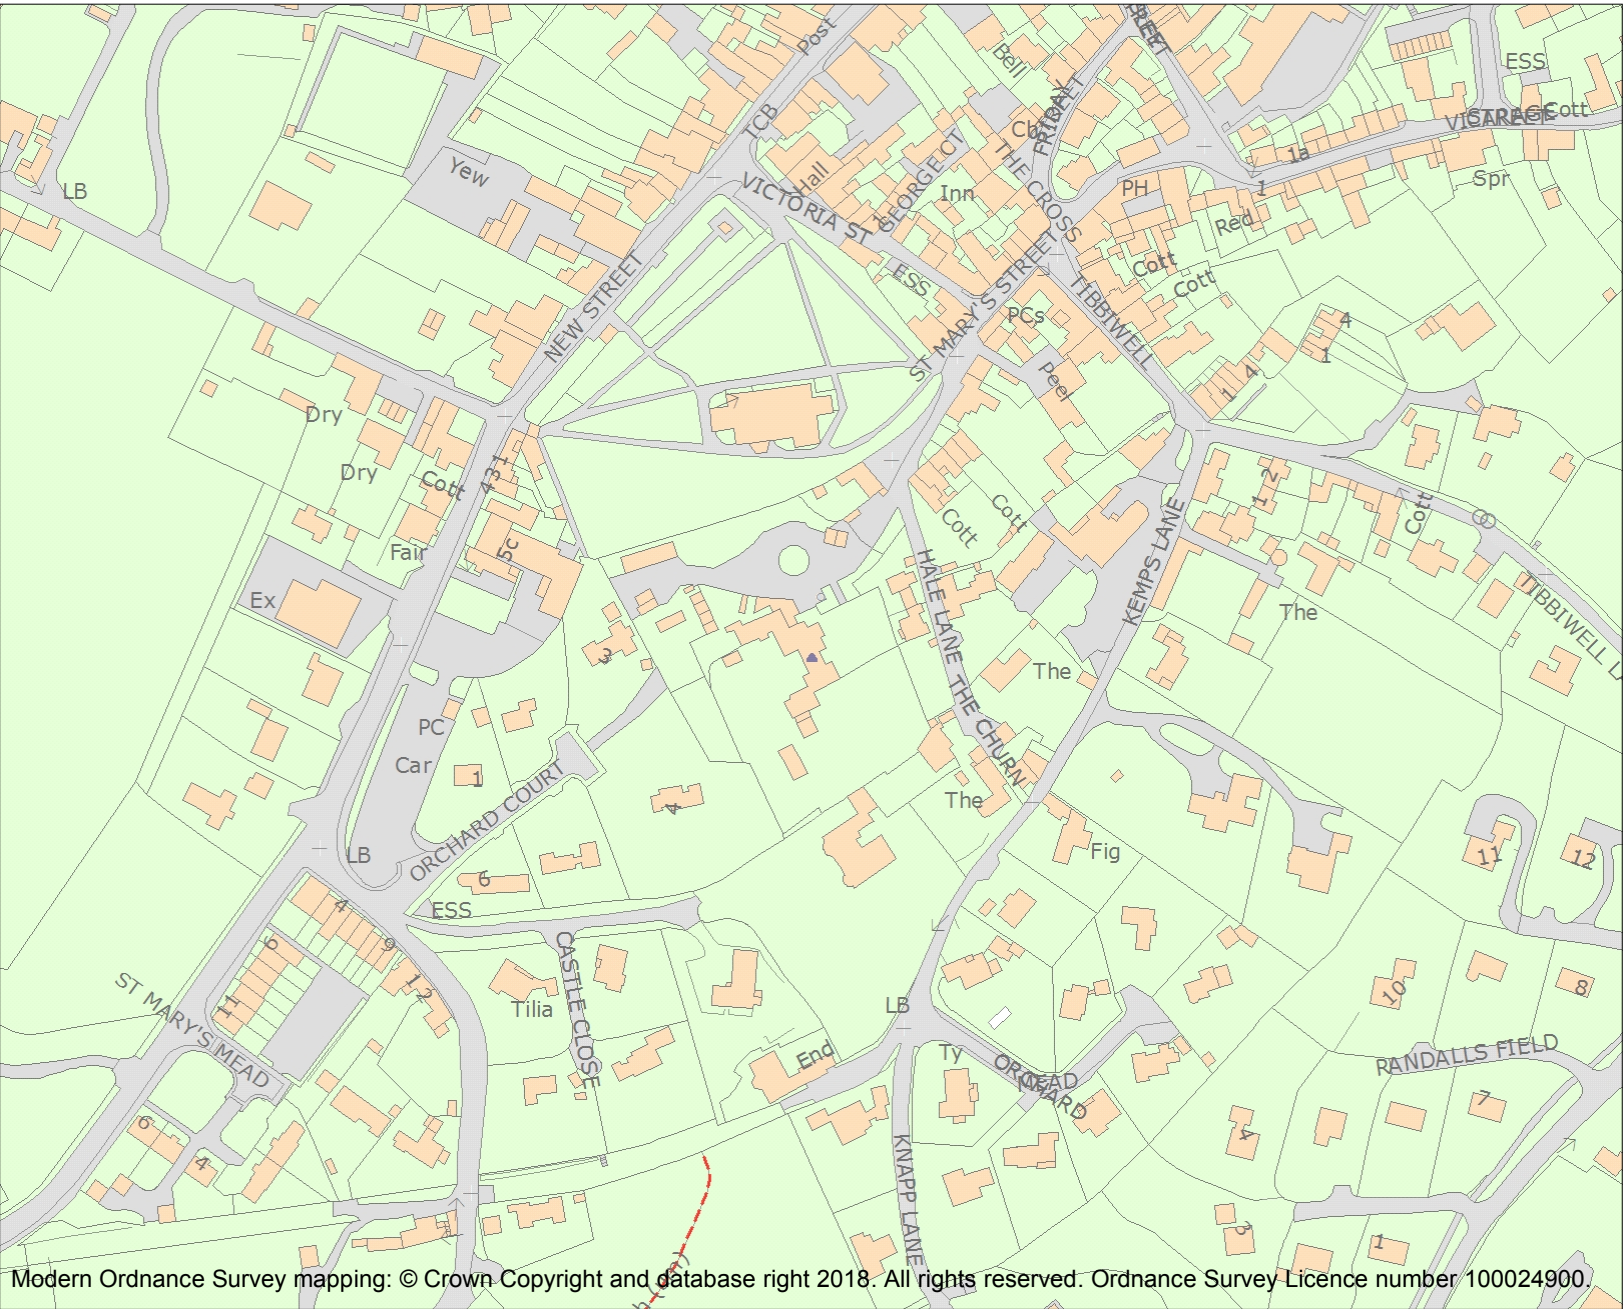 Post
Bell
ESS
TCB
FRIDAY STREET
Cott
VICARAGE STREET
LB
Yew
Hall
GEORGE CT
THE CROSS
1a
VICTORIA ST
1
Inn
PH
1
Spr
Red
NEW STREET
ESS
ST MARY'S STREET
Cott
Cott
PCs
TIBBIWELL
4
1
Peel
1 4
Dry
Dry
Cott
4 3 1
Cott
Cott
1 2
Cott
5c
Fair
HALE LANE
KEMPS LANE
Ex
The
TIBBIWELL
3
The
PC
THE CHURN
Car
1
ORCHARD COURT
4
The
LB
Fig
11
12
6
ESS
4
9
6
CASTLE CLOSE
12
ST MARY'S MEAD
11
Tilia
LB
10
8
End
Ty
ORCHARD MEAD
RANDALLS FIELD
7
6
4
4
KNAPP LANE
3
1
Modern Ordnance Survey mapping: © Crown Copyright and database right 2018. All rights reserved. Ordnance Survey Licence number 100024900.